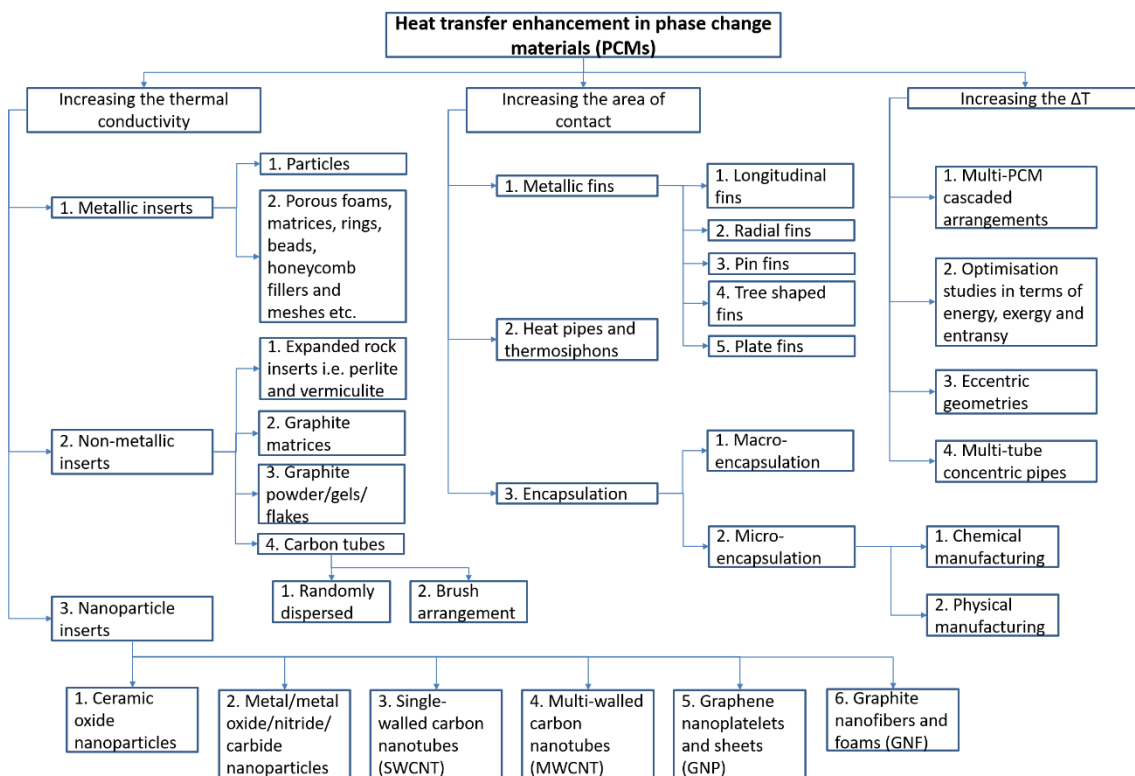 Heat transfer enhancement in phase change
materials (PCMs)
Increasing the thermal
conductivity
1. Metallic inserts
1. Particles
2. Porous foams,
matrices, rings,
beads,
honeycomb
fillers and
meshes etc.
2. Non-metallic
inserts
1. Expanded rock
inserts i.e. perlite
and vermiculite
2. Graphite
matrices
3. Graphite
powder/gels/
flakes
4. Carbon tubes
1. Randomly
dispersed
2. Brush
arrangement
3. Nanoparticle
inserts
1. Ceramic
oxide
nanoparticles
2. Metal/metal
oxide/nitride/
carbide
nanoparticles
3. Single-
walled carbon
nanotubes
(SWCNT)
4. Multi-walled
carbon
nanotubes
(MWCNT)
5. Graphene
nanoplatelets
and sheets
(GNP)
6. Graphite
nanofibers and
foams (GNF)
Increasing the area of
contact
1. Metallic fins
1. Longitudinal
fins
2. Radial fins
3. Pin fins
4. Tree shaped
fins
5. Plate fins
2. Heat pipes and
thermosiphons
3. Encapsulation
1. Macro-
encapsulation
2. Micro-
encapsulation
1. Chemical
manufacturing
2. Physical
manufacturing
Increasing the ΔT
1. Multi-PCM
cascaded
arrangements
2. Optimisation
studies in terms of
energy, exergy and
entransy
3. Eccentric
geometries
4. Multi-tube
concentric pipes